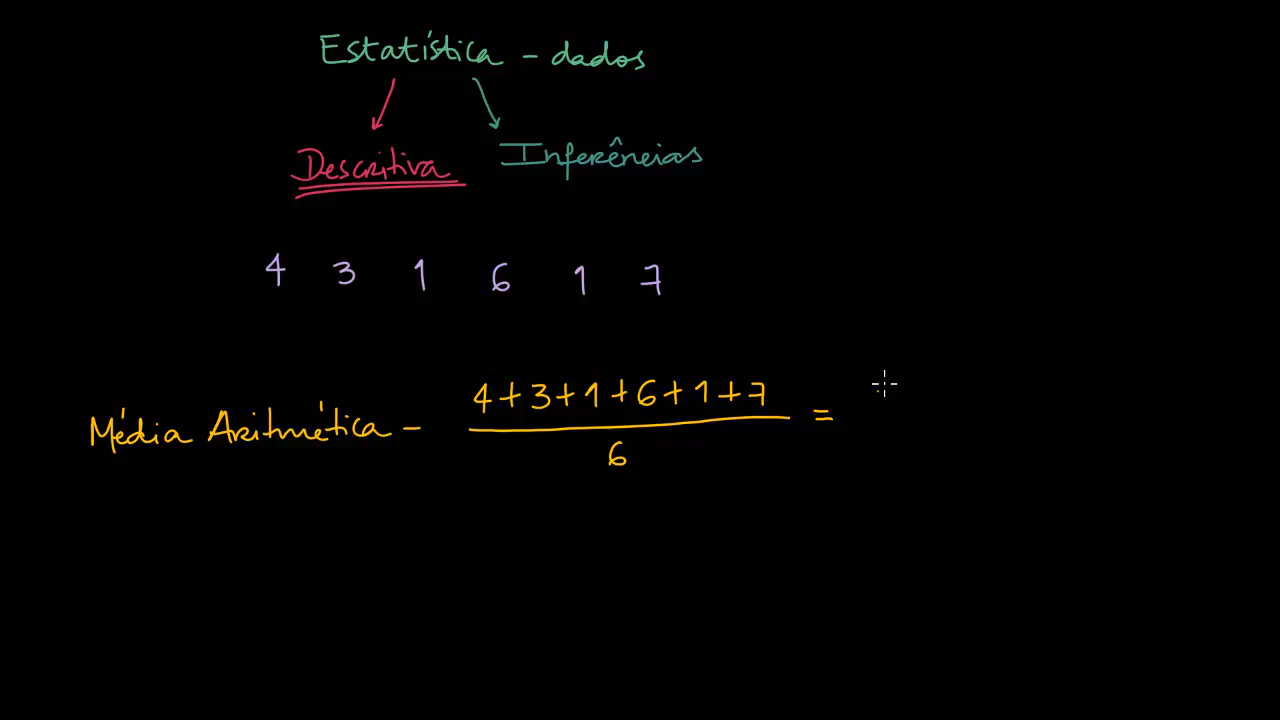 Estatística - dados
Descritiva Inferências
4 3 1 6 1 7
4+3+1+6+1+7
Média Aritmética - =
6